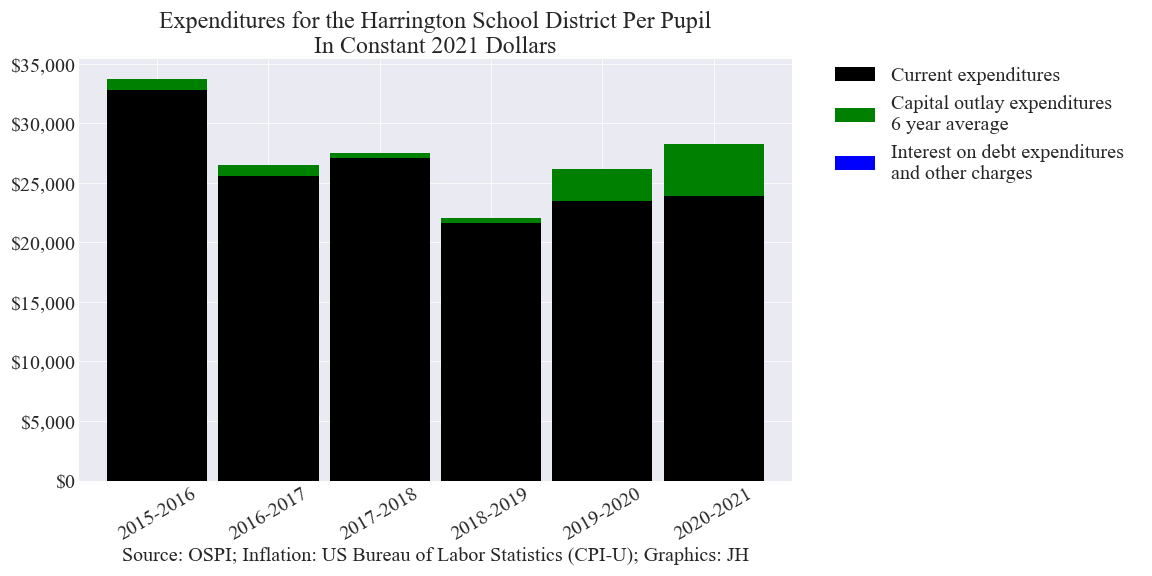 Expenditures for the Harrington School District Per Pupil
In Constant 2021 Dollars
$35,000
$30,000
$25,000
$20,000
$15,000
$10,000
$5,000
$0
2015-2016
2016-2017
2017-2018
2018-2019
2019-2020
2020-2021
Source: OSPI; Inflation: US Bureau of Labor Statistics (CPI-U); Graphics: JH
Current expenditures
Capital outlay expenditures
6 year average
Interest on debt expenditures
and other charges